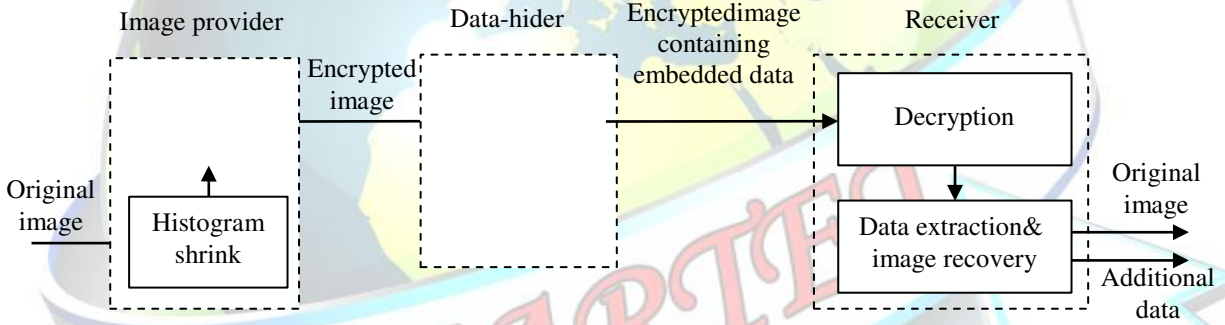 Image provider
Data-hider
Encryptedimage
containing
embedded data
Receiver
Encrypted
image
Decryption
Original
image
Histogram
shrink
Data extraction&
image recovery
Original
image
Additional
data